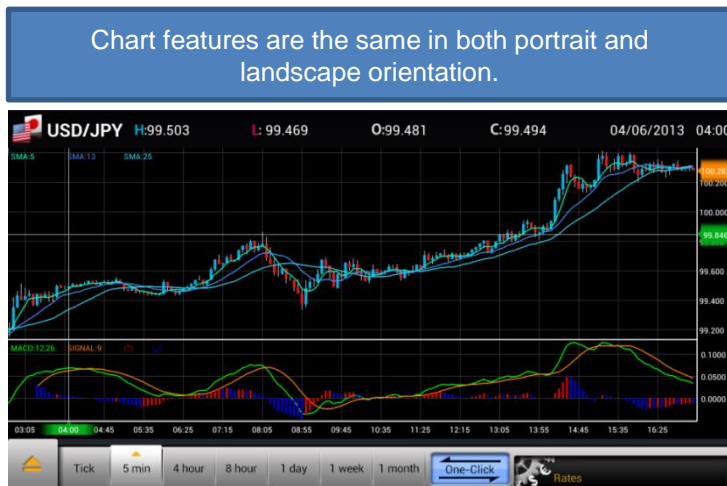 Chart features are the same in both portrait and
landscape orientation.
USD/JPY H:99.503 L: 99.469 O:99.481 C:99.494 04/06/2013 04:00
SMA:5 SMA:13 SMA:25
100.28
100.200
100.000
99.846
99.600
99.400
99.200
MACD:12,26 SIGNAL:9
0.1000
0.0500
0.0000
03:05 04:00 04:45 05:35 06:25 07:15 08:05 08:55 09:45 10:35 11:25 12:15 13:05 13:55 14:45 15:35 16:25
Tick 5 min 4 hour 8 hour 1 day 1 week 1 month One-Click Rates